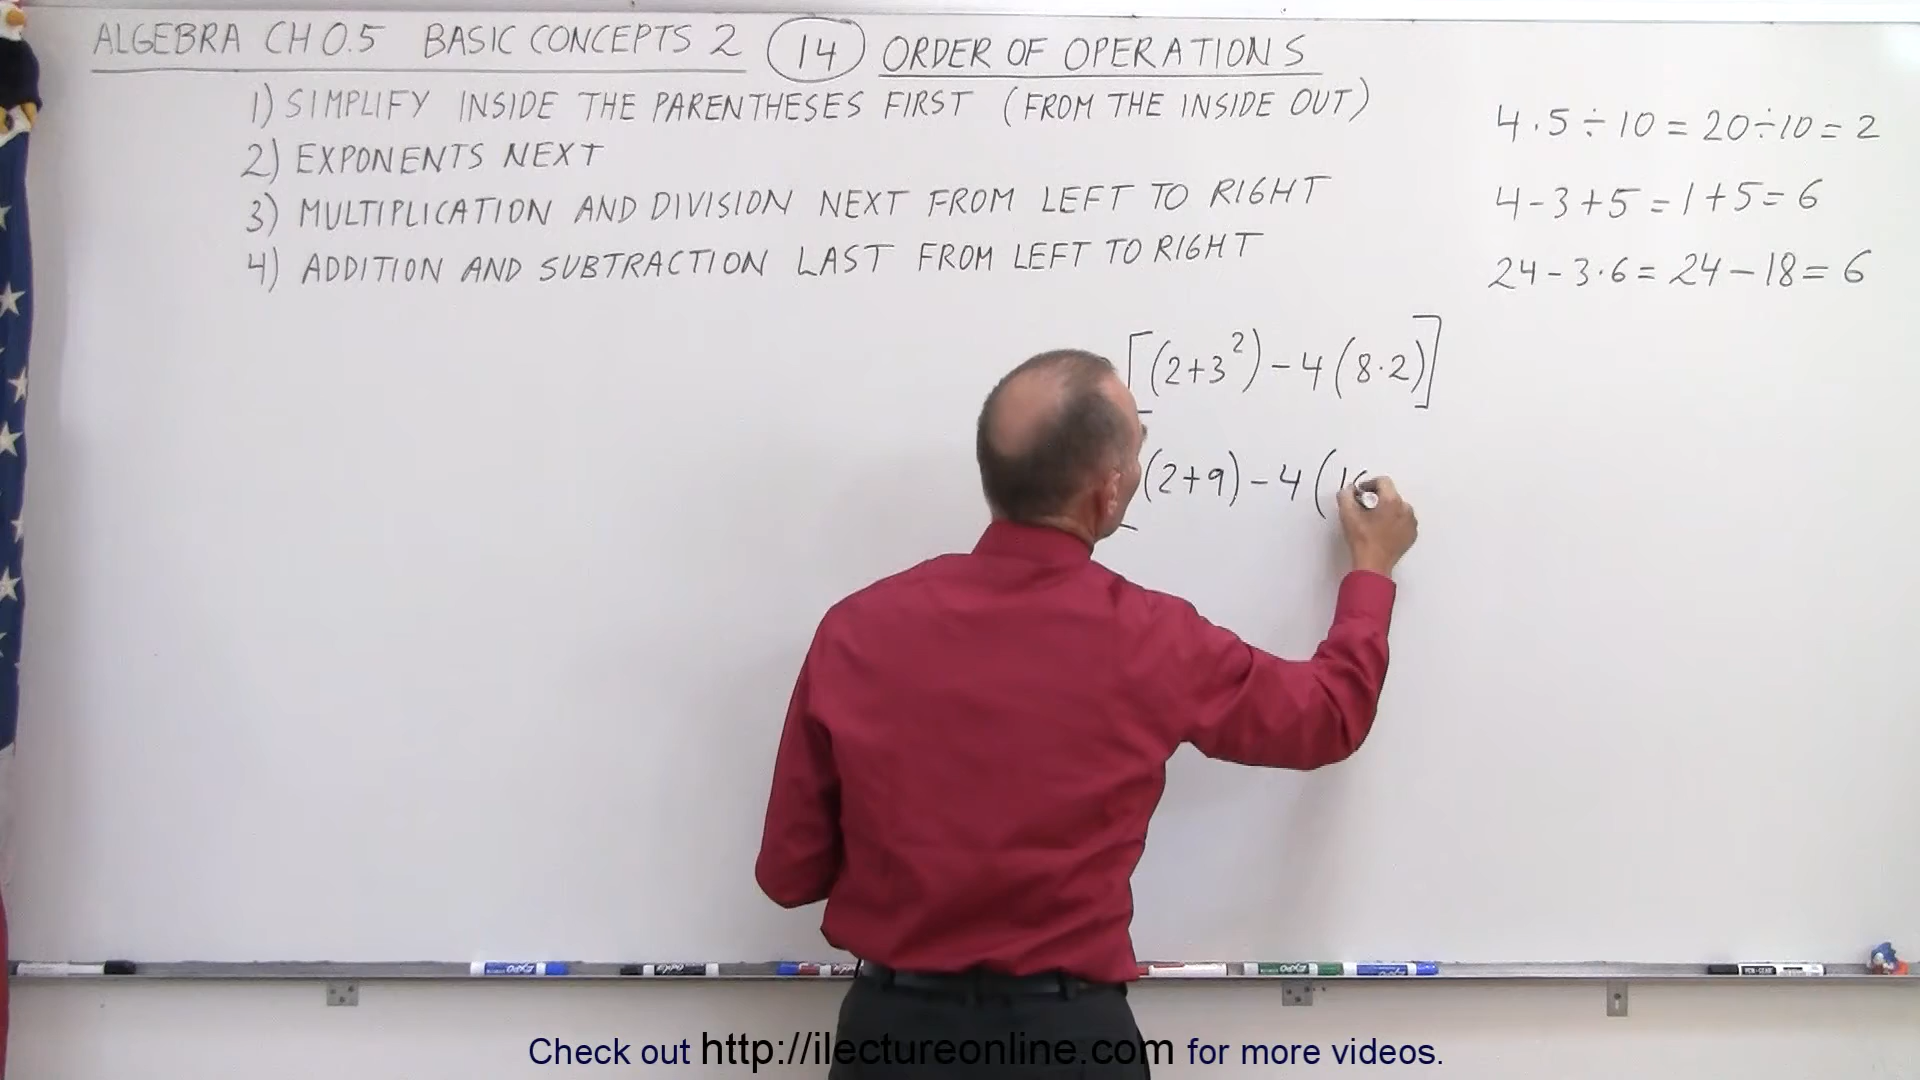 ALGEBRA CH 0.5 BASIC CONCEPTS 2 14 ORDER OF OPERATIONS
1) SIMPLIFY INSIDE THE PARENTHESES FIRST (FROM THE INSIDE OUT)
2) EXPONENTS NEXT
3) MULTIPLICATION AND DIVISION NEXT FROM LEFT TO RIGHT
4) ADDITION AND SUBTRACTION LAST FROM LEFT TO RIGHT
4·5÷10=20÷10=2
4-3+5=1+5=6
24-3·6=24-18=6
[(2+3²)-4(8·2)]
(2+9)-4(16
EXPO
EXPO
EXPO
Check out http://ilectureonline.com for more videos.